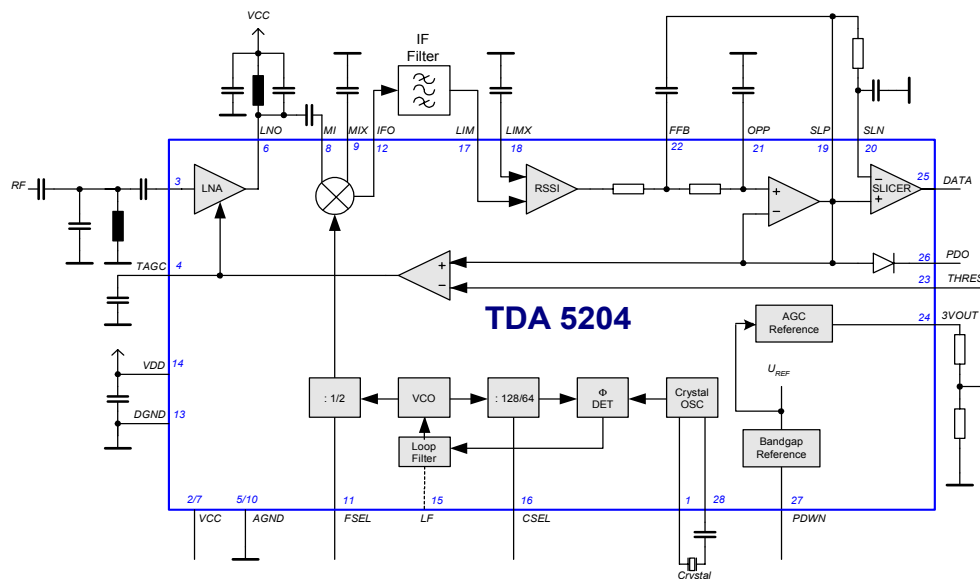 VCC
IF
Filter
LNO
MI
MIX
IFO
LIM
LIMX
FFB
OPP
SLP
SLN
6
8
9
12
17
18
22
21
19
20
RF
3
LNA
RSSI
+
−
−
SLICER
+
25
DATA
TAGC
4
+
−
26
PDO
23
THRES
TDA 5204
AGC
Reference
24
3VOUT
VDD
14
U_REF
: 1/2
VCO
: 128/64
Φ
DET
Crystal
OSC
DGND
13
Loop
Filter
Bandgap
Reference
2/7
5/10
11
15
16
1
28
27
VCC
AGND
FSEL
LF
CSEL
PDWN
Crystal